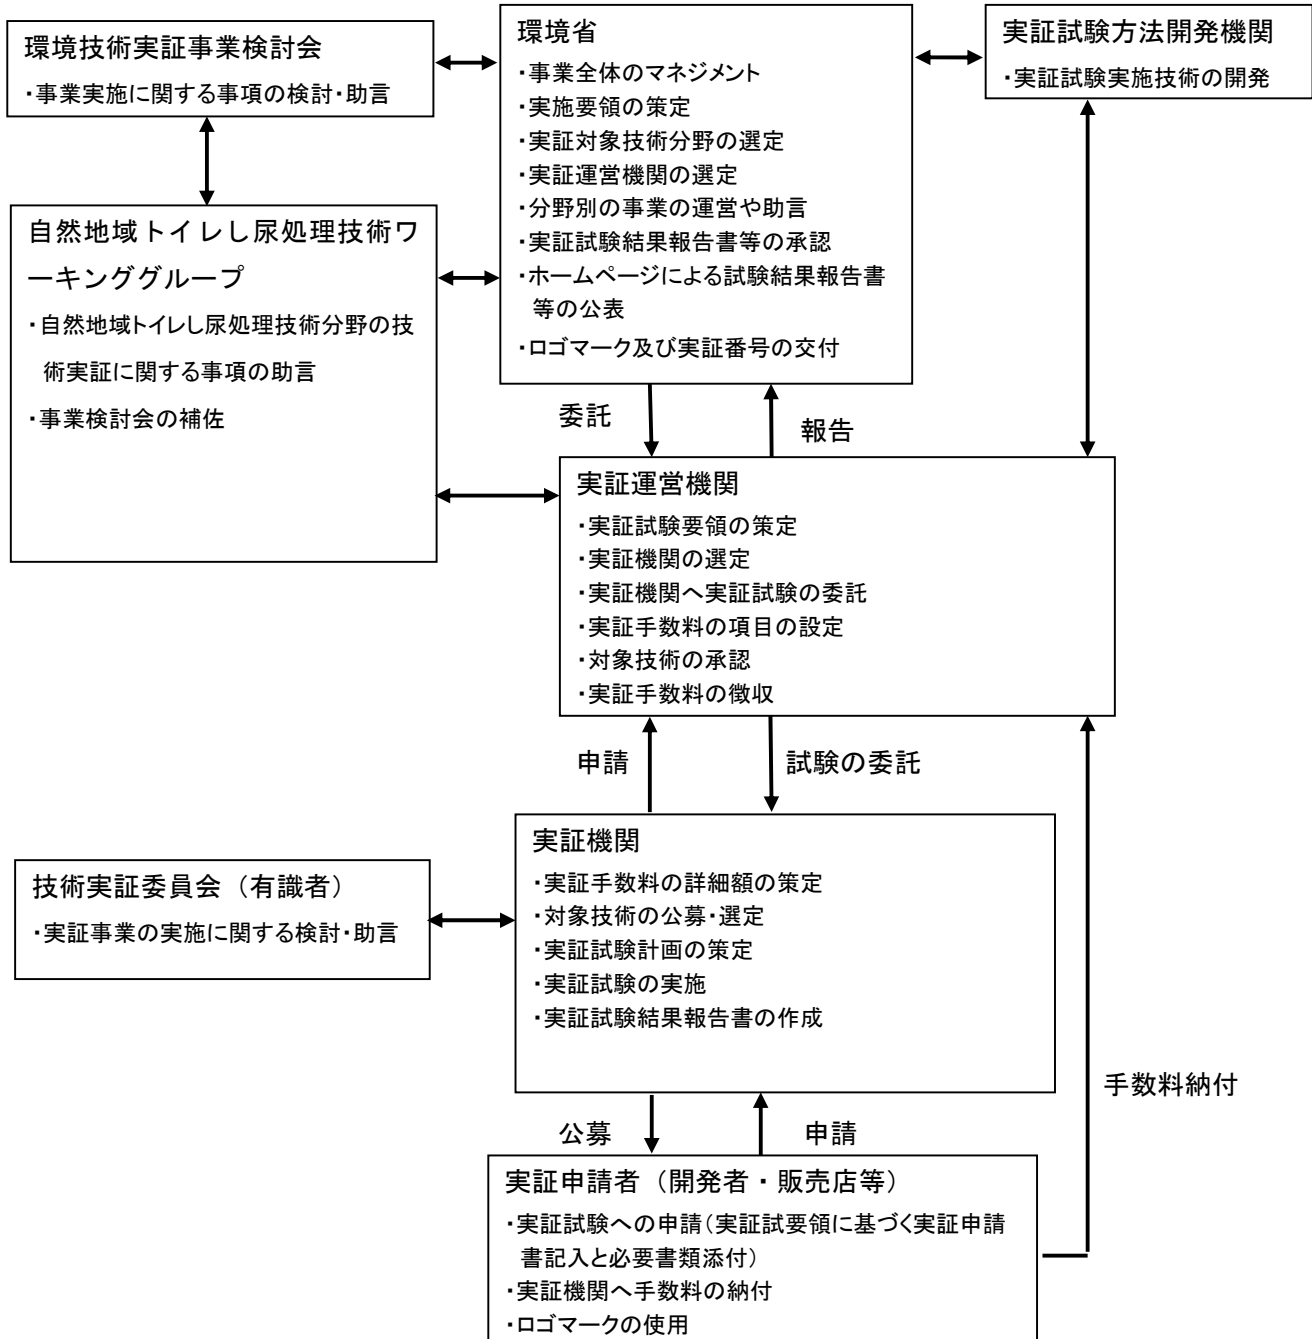 環境技術実証事業検討会
・事業実施に関する事項の検討・助言
環境省
・事業全体のマネジメント
・実施要領の策定
・実証対象技術分野の選定
・実証運営機関の選定
・分野別の事業の運営や助言
・実証試験結果報告書等の承認
・ホームページによる試験結果報告書
等の公表
・ロゴマーク及び実証番号の交付
実証試験方法開発機関
・実証試験実施技術の開発
自然地域トイレし尿処理技術ワ
ーキンググループ
・自然地域トイレし尿処理技術分野の技
術実証に関する事項の助言
・事業検討会の補佐
委託
報告
実証運営機関
・実証試験要領の策定
・実証機関の選定
・実証機関へ実証試験の委託
・実証手数料の項目の設定
・対象技術の承認
・実証手数料の徴収
申請
試験の委託
実証機関
・実証手数料の詳細額の策定
・対象技術の公募・選定
・実証試験計画の策定
・実証試験の実施
・実証試験結果報告書の作成
技術実証委員会（有識者）
・実証事業の実施に関する検討・助言
手数料納付
公募
申請
実証申請者（開発者・販売店等）
・実証試験への申請（実証試要領に基づく実証申請
書記入と必要書類添付）
・実証機関へ手数料の納付
・ロゴマークの使用